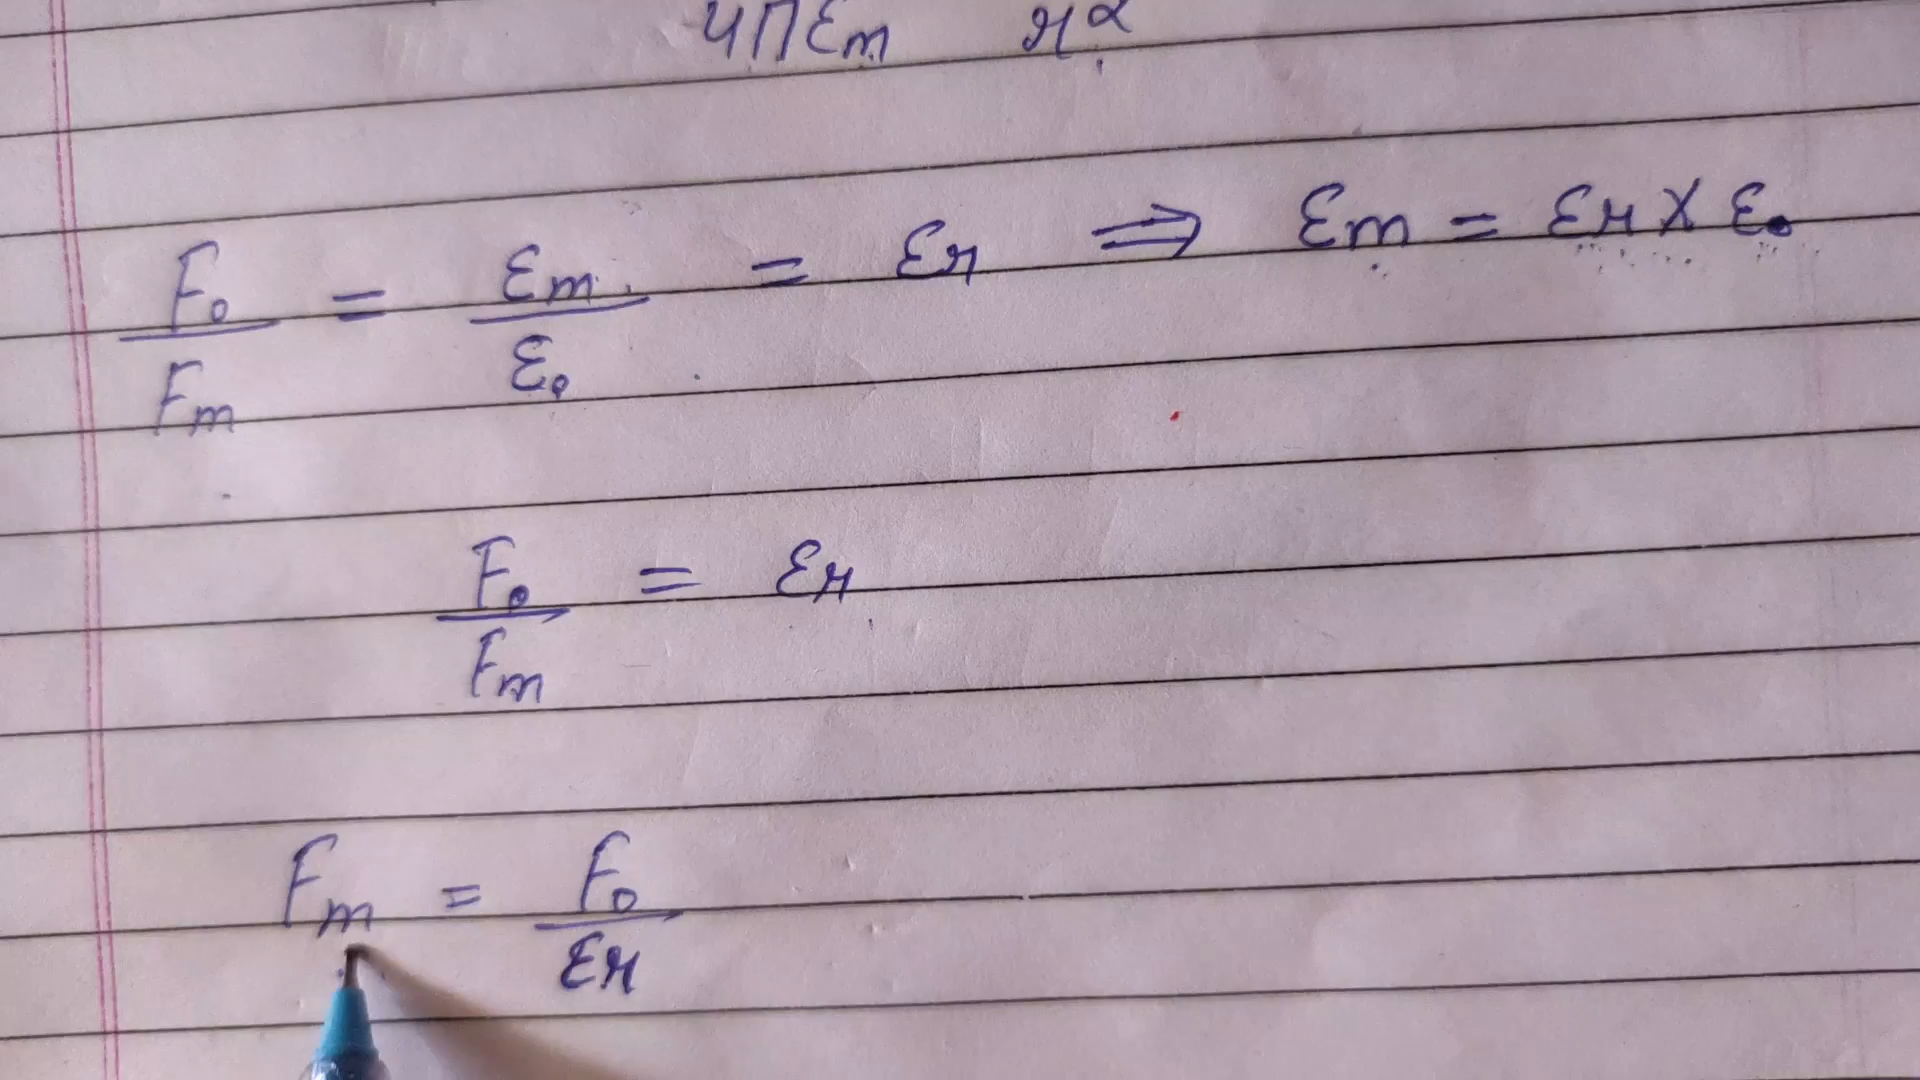 4πεm r²
F₀/Fm = εm/ε₀ = εr ⇒ εm = εr × ε₀
F₀/Fm = εr
Fm = F₀/εr